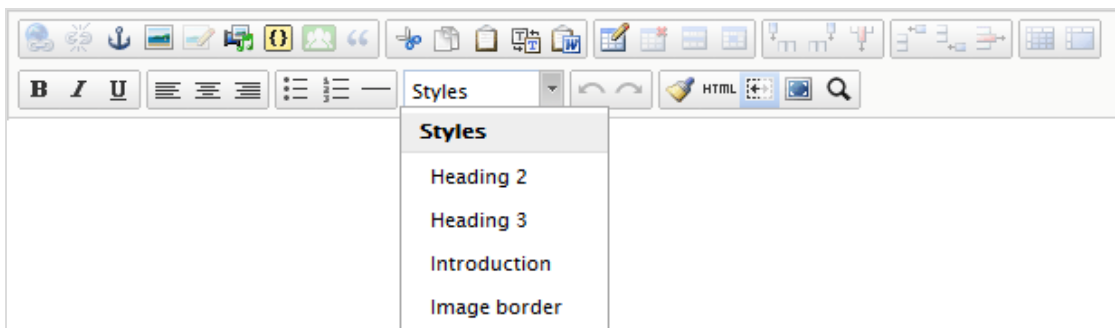 B I U Styles HTML
Styles
Heading 2
Heading 3
Introduction
Image border